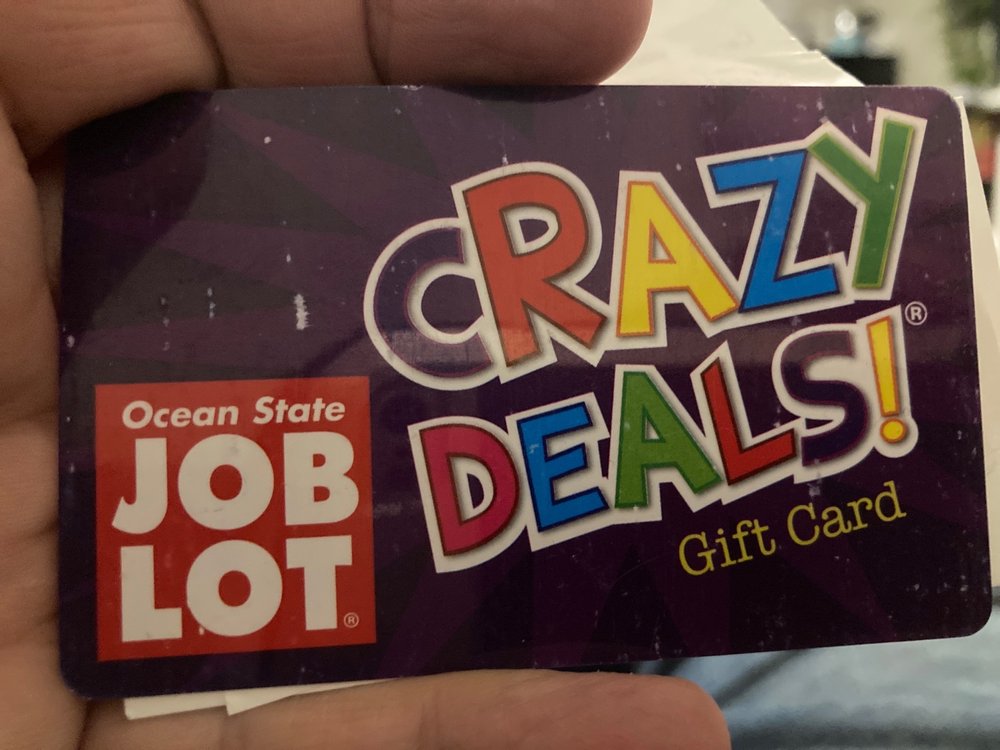 CRAZY
DEALS!®
Gift Card
Ocean State
JOB
LOT®